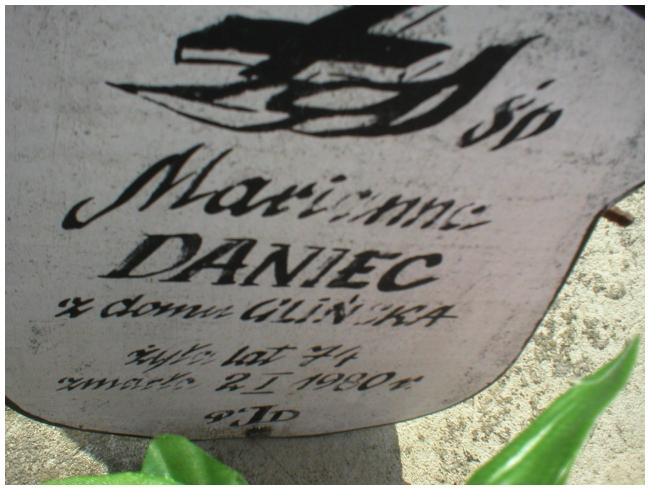 śp
Marianna
DANIEC
z domu GLIŃSKA
żyła lat 74
zmarła 2 I 1980 r.